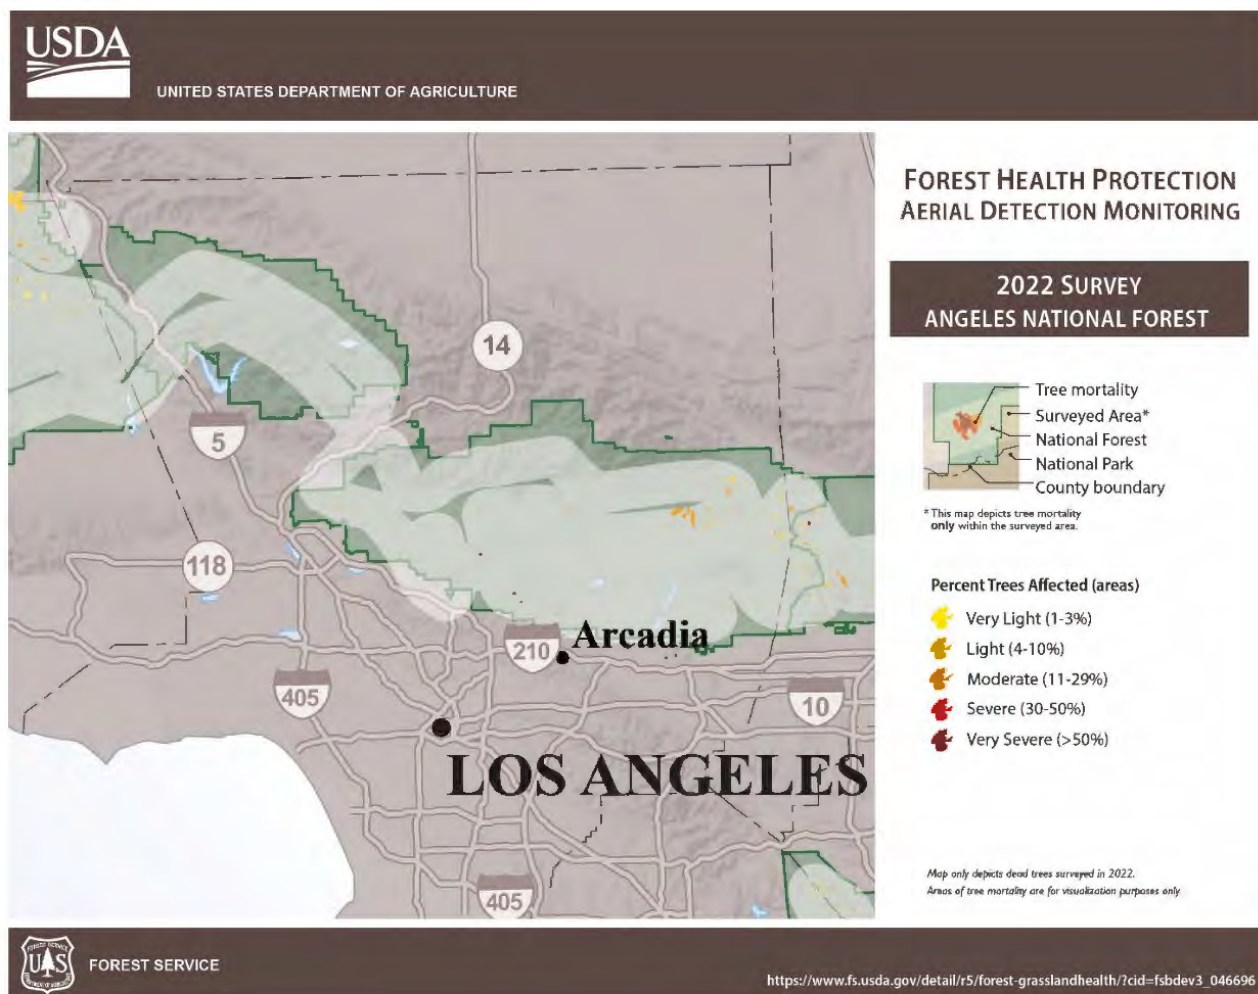 USDA
UNITED STATES DEPARTMENT OF AGRICULTURE
FOREST HEALTH PROTECTION
AERIAL DETECTION MONITORING
2022 SURVEY
ANGELES NATIONAL FOREST
Tree mortality
Surveyed Area*
National Forest
National Park
County boundary
* This map depicts tree mortality
only within the surveyed area.
Percent Trees Affected (areas)
Very Light (1-3%)
Light (4-10%)
Moderate (11-29%)
Severe (30-50%)
Very Severe (>50%)
Map only depicts dead trees surveyed in 2022.
Areas of tree mortality are for visualization purposes only
14
5
118
210
Arcadia
405
10
LOS ANGELES
405
FOREST SERVICE
U S
DEPARTMENT OF AGRICULTURE
FOREST SERVICE
https://www.fs.usda.gov/detail/r5/forest-grasslandhealth/?cid=fsbdev3_046696